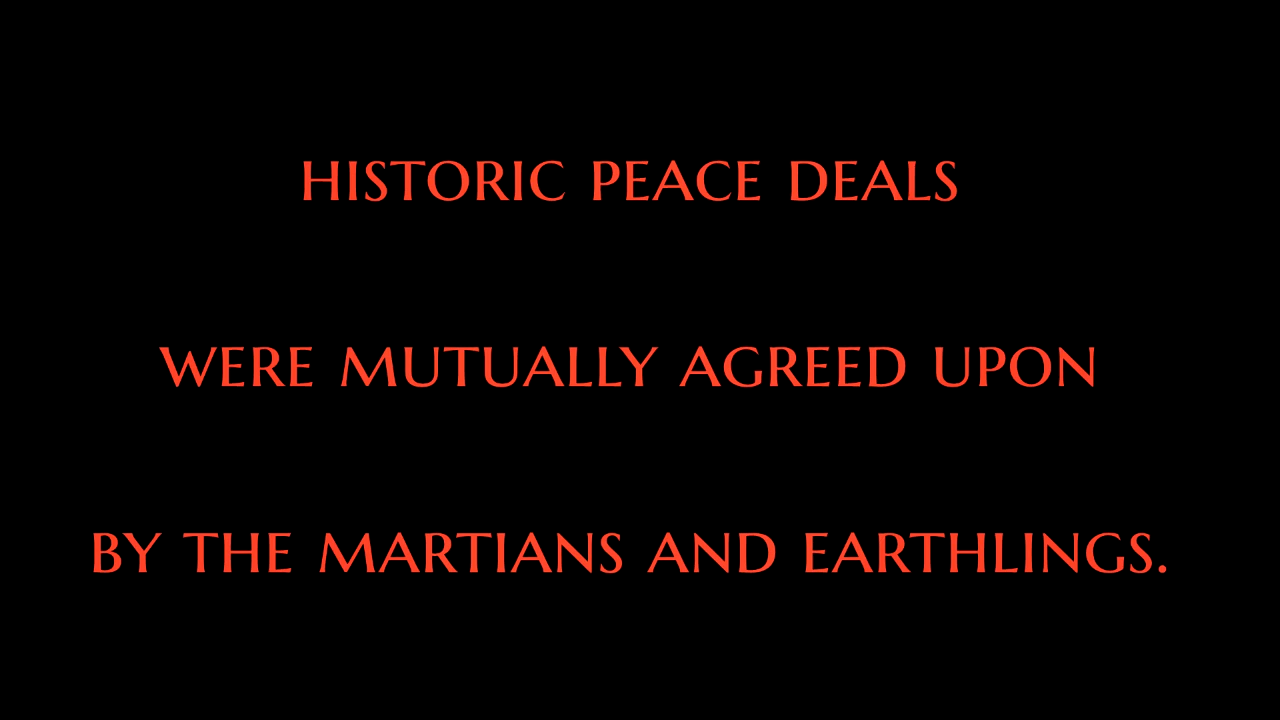 HISTORIC PEACE DEALS
WERE MUTUALLY AGREED UPON
BY THE MARTIANS AND EARTHLINGS.